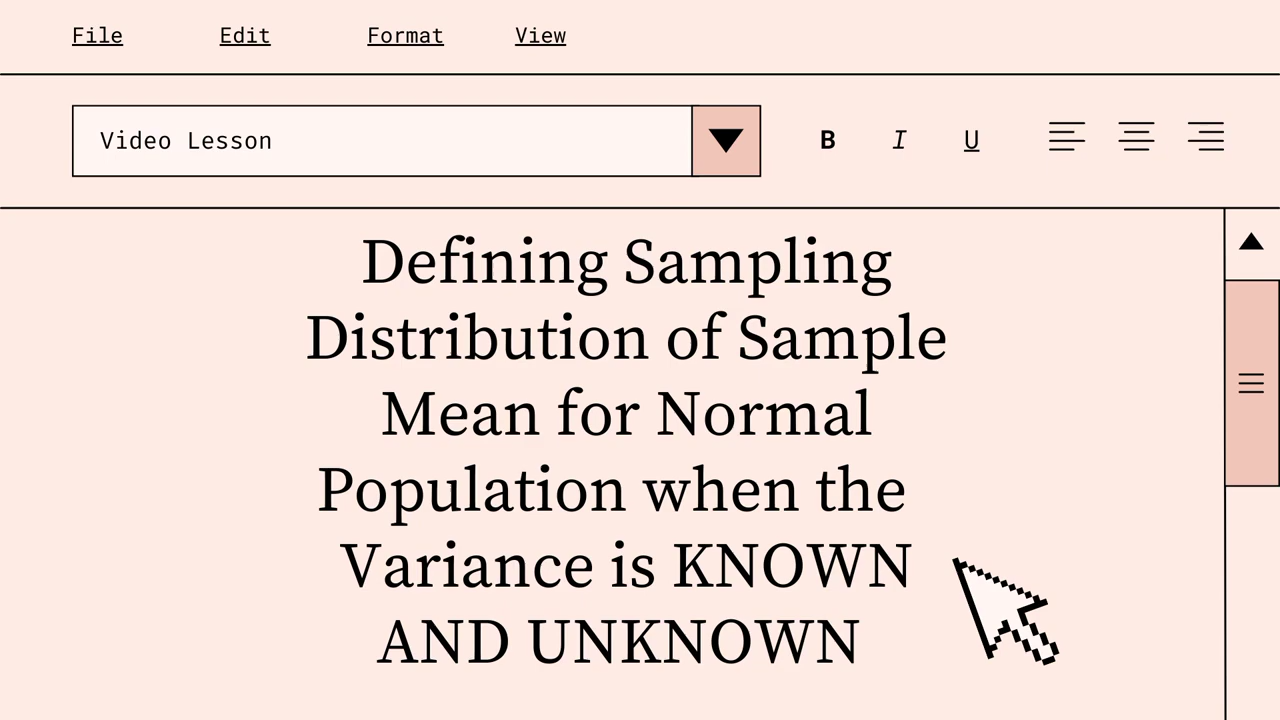 File Edit Format View
Video Lesson B I U
Defining Sampling
Distribution of Sample
Mean for Normal
Population when the
Variance is KNOWN
AND UNKNOWN